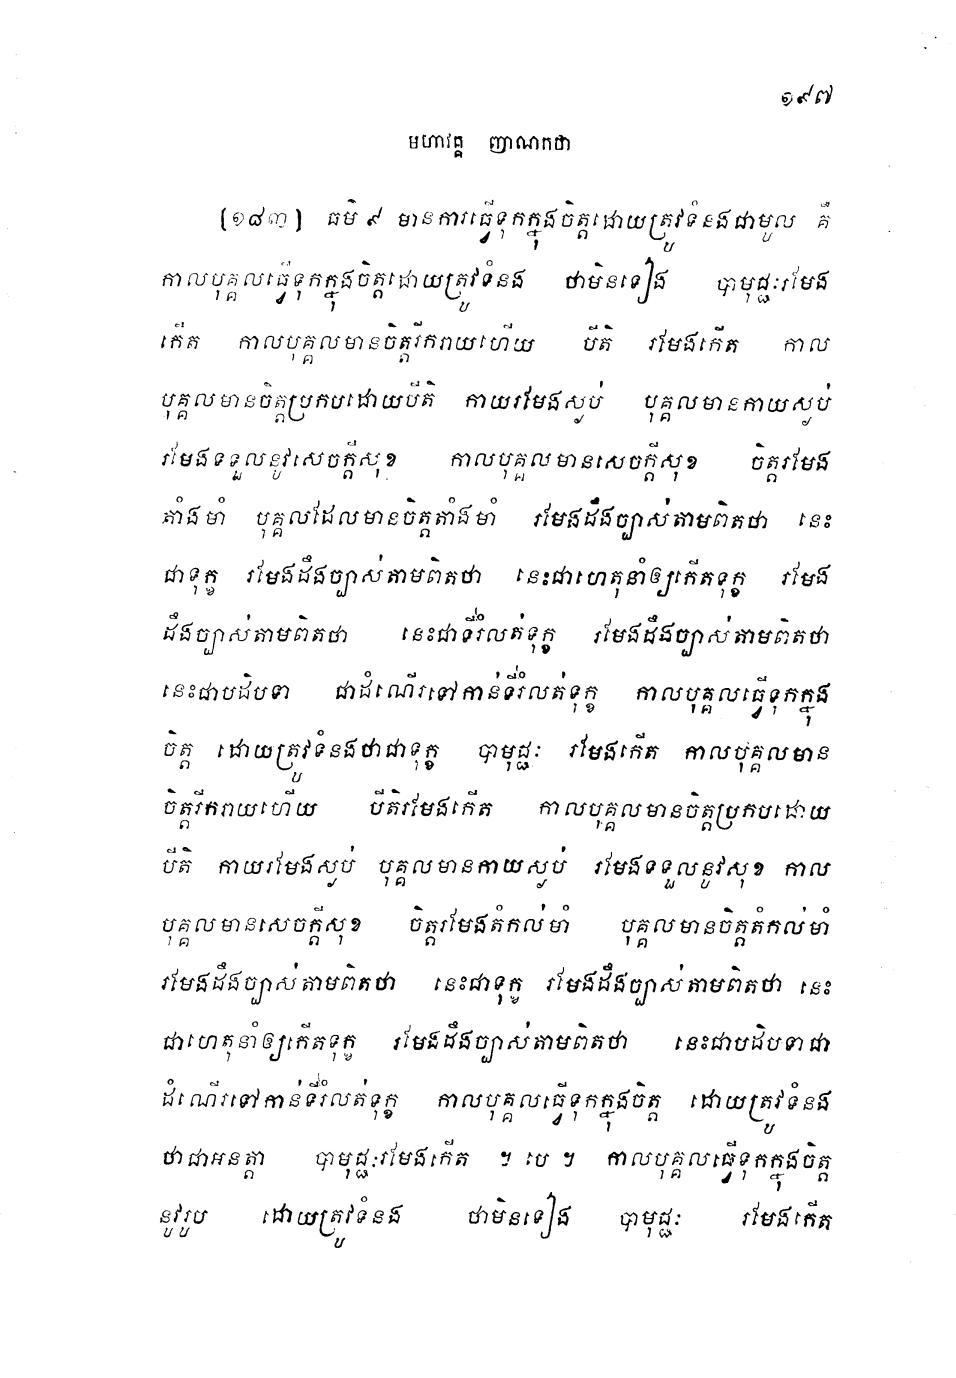 ១៩៧
មហាវគ្គ ញាណកថា
(១៨៣) ធម៌ ៩ មានការធ្វើទុកក្នុងចិត្តដោយត្រូវទំនងជាមូល គឺ
កាលបុគ្គលធ្វើទុកក្នុងចិត្តដោយត្រូវទំនង ថាមិនទៀង បាមុជ្ជៈរមែង
កើត កាលបុគ្គលមានចិត្តរីករាយហើយ បីតិ រមែងកើត កាល
បុគ្គលមានចិត្តប្រកបដោយបីតិ កាយរមែងស្ងប់ បុគ្គលមានកាយស្ងប់
រមែងទទួលនូវសេចក្តីសុខ កាលបុគ្គលមានសេចក្តីសុខ ចិត្តរមែង
តាំងមាំ បុគ្គលដែលមានចិត្តតាំងមាំ រមែងដឹងច្បាស់តាមពិតថា នេះ
ជាទុក្ខ រមែងដឹងច្បាស់តាមពិតថា នេះជាហេតុនាំឲ្យកើតទុក្ខ រមែង
ដឹងច្បាស់តាមពិតថា នេះជាទីរំលត់ទុក្ខ រមែងដឹងច្បាស់តាមពិតថា
នេះជាបដិបទា ជាដំណើរទៅកាន់ទីរំលត់ទុក្ខ កាលបុគ្គលធ្វើទុកក្នុង
ចិត្ត ដោយត្រូវទំនងថាជាទុក្ខ បាមុជ្ជៈ រមែងកើត កាលបុគ្គលមាន
ចិត្តរីករាយហើយ បីតិរមែងកើត កាលបុគ្គលមានចិត្តប្រកបដោយ
បីតិ កាយរមែងស្ងប់ បុគ្គលមានកាយស្ងប់ រមែងទទួលនូវសុខ កាល
បុគ្គលមានសេចក្តីសុខ ចិត្តរមែងតំកល់មាំ បុគ្គលមានចិត្តតំកល់មាំ
រមែងដឹងច្បាស់តាមពិតថា នេះជាទុក្ខ រមែងដឹងច្បាស់តាមពិតថា នេះ
ជាហេតុនាំឲ្យកើតទុក្ខ រមែងដឹងច្បាស់តាមពិតថា នេះជាបដិបទាជា
ដំណើរទៅកាន់ទីរំលត់ទុក្ខ កាលបុគ្គលធ្វើទុកក្នុងចិត្ត ដោយត្រូវទំនង
ថាជាអនត្តា បាមុជ្ជៈរមែងកើត ។ បេ ។ កាលបុគ្គលធ្វើទុកក្នុងចិត្ត
នូវរូប ដោយត្រូវទំនង ថាមិនទៀង បាមុជ្ជៈ រមែងកើត